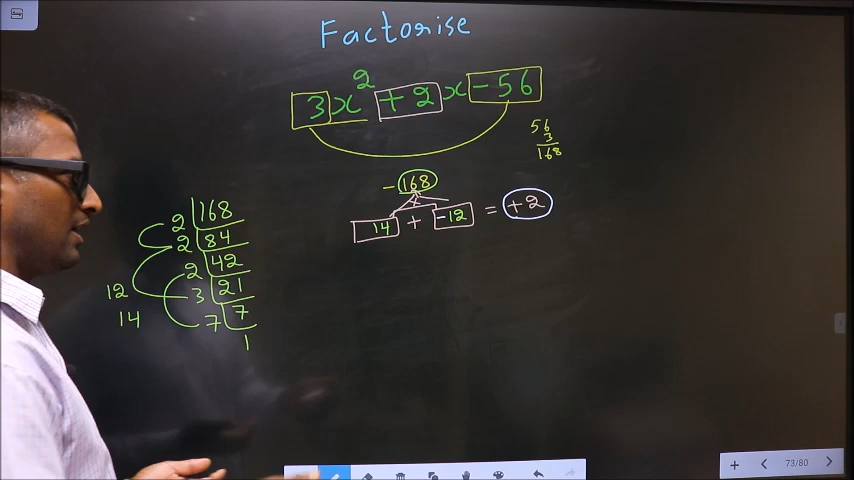 Factorise
3x² + 2x - 56
56
3
168
- 168
×
14 + -12 = +2
2 | 168
2 | 84
2 | 42
3 | 21
7 | 7
1
12
14
73/80